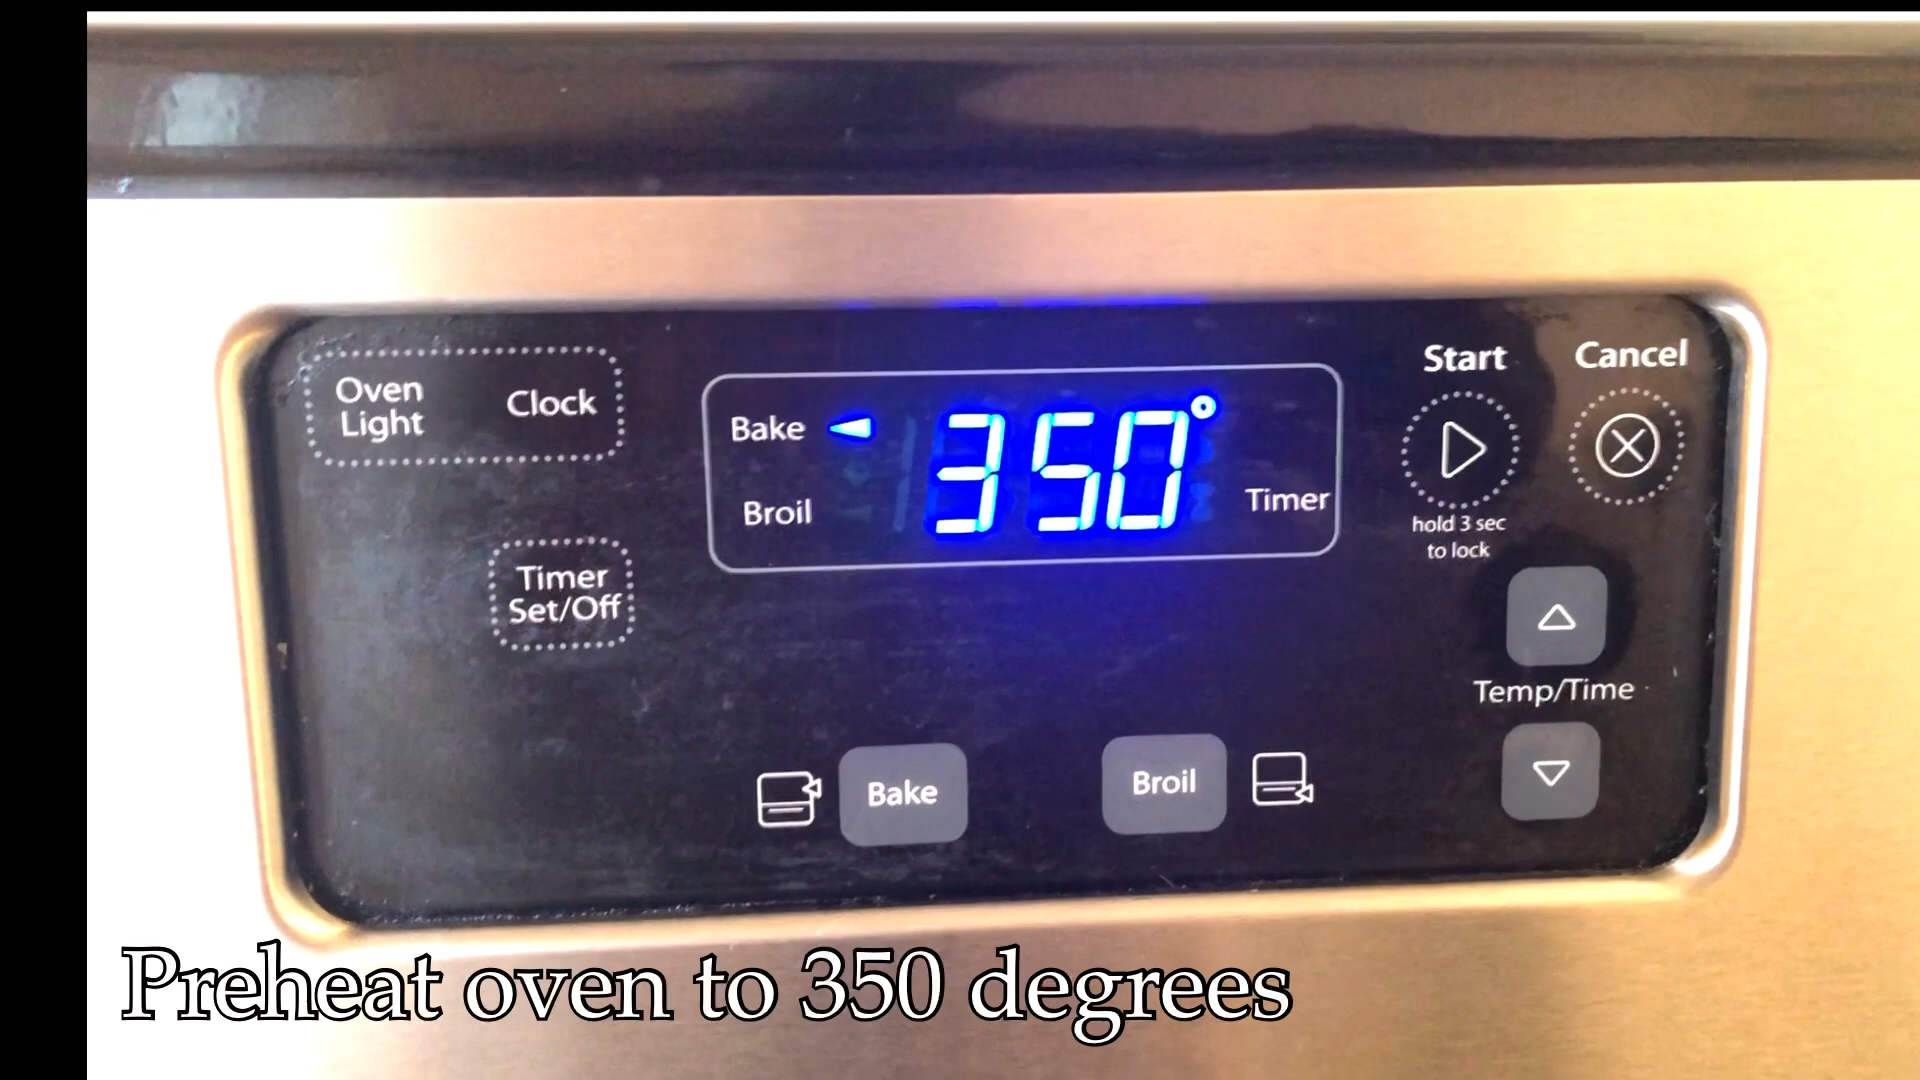 Oven
Light
Clock
Timer
Set/Off
Bake
350°
Broil
Timer
Start
Cancel
hold 3 sec
to lock
Temp/Time
Bake
Broil
Preheat oven to 350 degrees